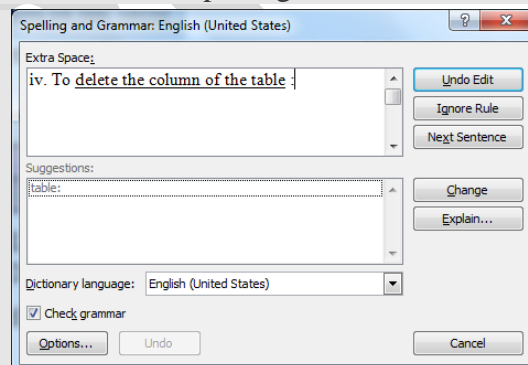 Spelling and Grammar: English (United States)
Extra Space:
iv. To delete the column of the table :
Undo Edit
Ignore Rule
Next Sentence
Suggestions:
table:
Change
Explain...
Dictionary language: English (United States)
Check grammar
Options... Undo Cancel